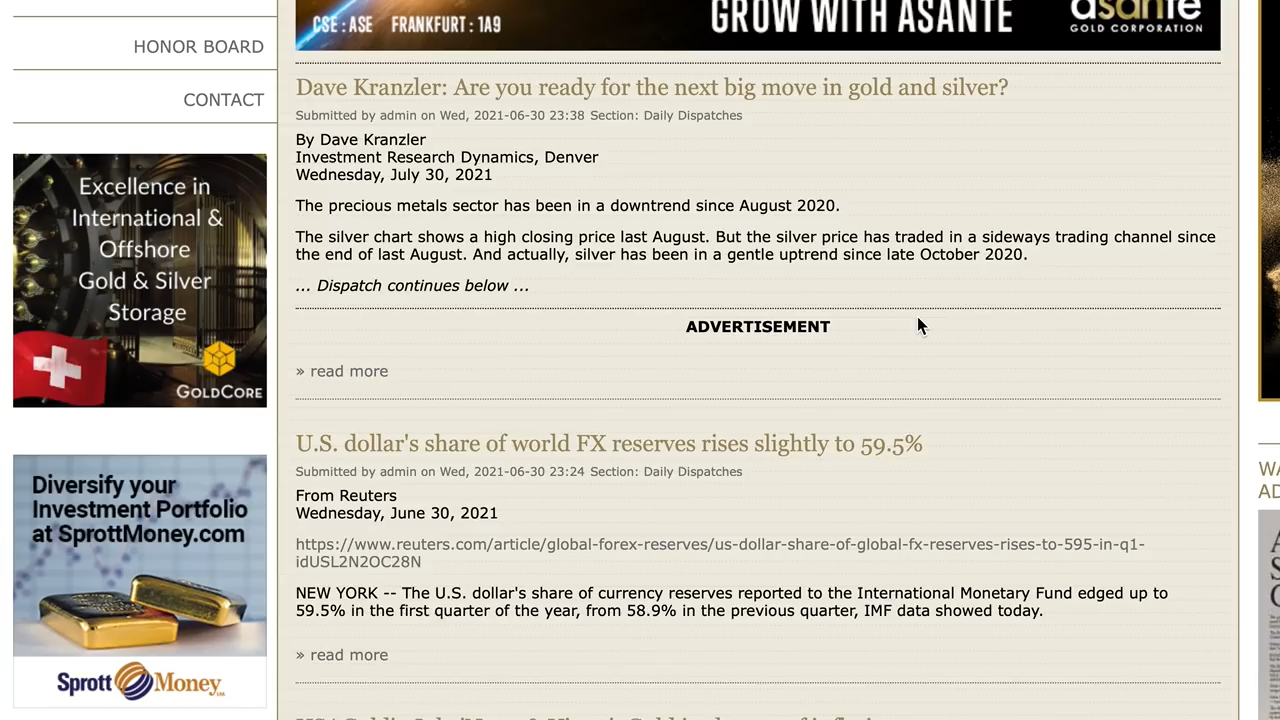 HONOR BOARD
CONTACT
Excellence in
International &
Offshore
Gold & Silver
Storage
GOLDCORE
Diversify your
Investment Portfolio
at SprottMoney.com
Sprott Money
CSE : ASE FRANKFURT : 1A9
GROW WITH ASANTE
asante
GOLD CORPORATION
Dave Kranzler: Are you ready for the next big move in gold and silver?
Submitted by admin on Wed, 2021-06-30 23:38 Section: Daily Dispatches
By Dave Kranzler
Investment Research Dynamics, Denver
Wednesday, July 30, 2021
The precious metals sector has been in a downtrend since August 2020.
The silver chart shows a high closing price last August. But the silver price has traded in a sideways trading channel since
the end of last August. And actually, silver has been in a gentle uptrend since late October 2020.
... Dispatch continues below ...
ADVERTISEMENT
» read more
U.S. dollar's share of world FX reserves rises slightly to 59.5%
Submitted by admin on Wed, 2021-06-30 23:24 Section: Daily Dispatches
From Reuters
Wednesday, June 30, 2021
https://www.reuters.com/article/global-forex-reserves/us-dollar-share-of-global-fx-reserves-rises-to-595-in-q1-
idUSL2N2OC28N
NEW YORK -- The U.S. dollar's share of currency reserves reported to the International Monetary Fund edged up to
59.5% in the first quarter of the year, from 58.9% in the previous quarter, IMF data showed today.
» read more